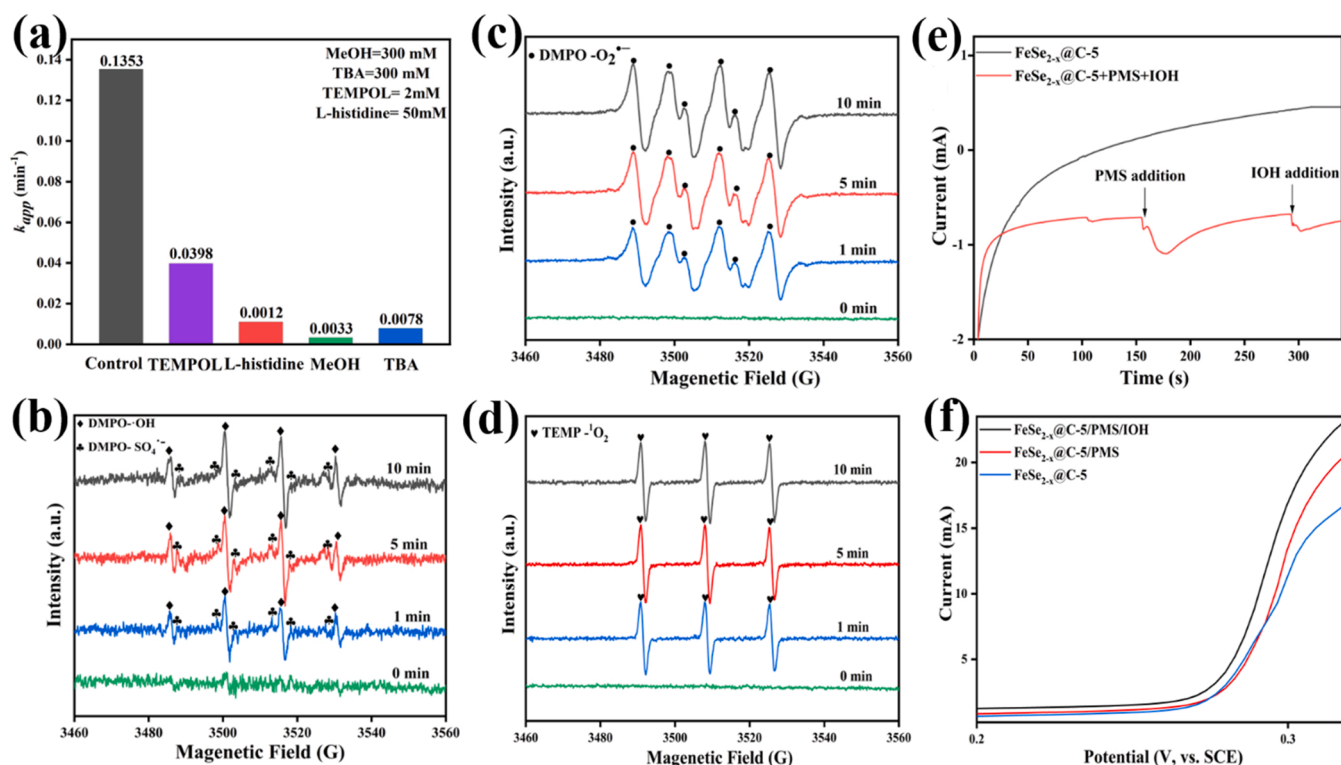 (a)
MeOH=300 mM
TBA=300 mM
TEMPOL= 2mM
L-histidine= 50mM
0.1353
0.0398
0.0012
0.0033
0.0078
0.14
0.12
0.10
0.08
0.06
0.04
0.02
0.00
k_app (min⁻¹)
Control TEMPOL L-histidine MeOH TBA
(b)
♦ DMPO-·OH
♣ DMPO- SO₄·⁻
10 min
5 min
1 min
0 min
Intensity (a.u.)
3460 3480 3500 3520 3540 3560
Magenetic Field (G)
(c)
● DMPO -O₂•−
10 min
5 min
1 min
0 min
Intensity (a.u.)
3460 3480 3500 3520 3540 3560
Magenetic Field (G)
(d)
♥ TEMP -¹O₂
10 min
5 min
1 min
0 min
Intensity (a.u.)
3460 3480 3500 3520 3540 3560
Magenetic Field (G)
(e)
FeSe₂₋ₓ@C-5
FeSe₂₋ₓ@C-5+PMS+IOH
PMS addition
IOH addition
1
0
-1
-2
Current (mA)
0 50 100 150 200 250 300
Time (s)
(f)
FeSe₂₋ₓ@C-5/PMS/IOH
FeSe₂₋ₓ@C-5/PMS
FeSe₂₋ₓ@C-5
20
15
10
5
Current (mA)
0.2 0.3
Potential (V, vs. SCE)